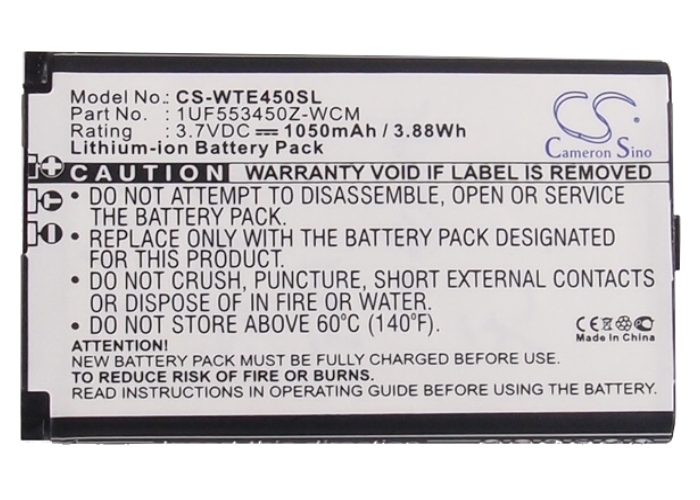 Model No.: CS-WTE450SL
Part No.: 1UF553450Z-WCM
Rating: 3.7VDC 1050mAh / 3.88Wh
Lithium-ion Battery Pack
CS
Cameron Sino
CAUTION WARRANTY VOID IF LABEL IS REMOVED
• DO NOT ATTEMPT TO DISASSEMBLE, OPEN OR SERVICE
THE BATTERY PACK.
• REPLACE ONLY WITH THE BATTERY PACK DESIGNATED
FOR THIS PRODUCT.
• DO NOT CRUSH, PUNCTURE, SHORT EXTERNAL CONTACTS
OR DISPOSE OF IN FIRE OR WATER.
• DO NOT STORE ABOVE 60°C (140°F).
CE
Made In China
ATTENTION!
NEW BATTERY PACK MUST BE FULLY CHARGED BEFORE USE
TO AVOID RISK OF INJURY OR BURNS.
READ INSTRUCTIONS IN OPERATING GUIDE BEFORE USING BATTERY
+
-
C